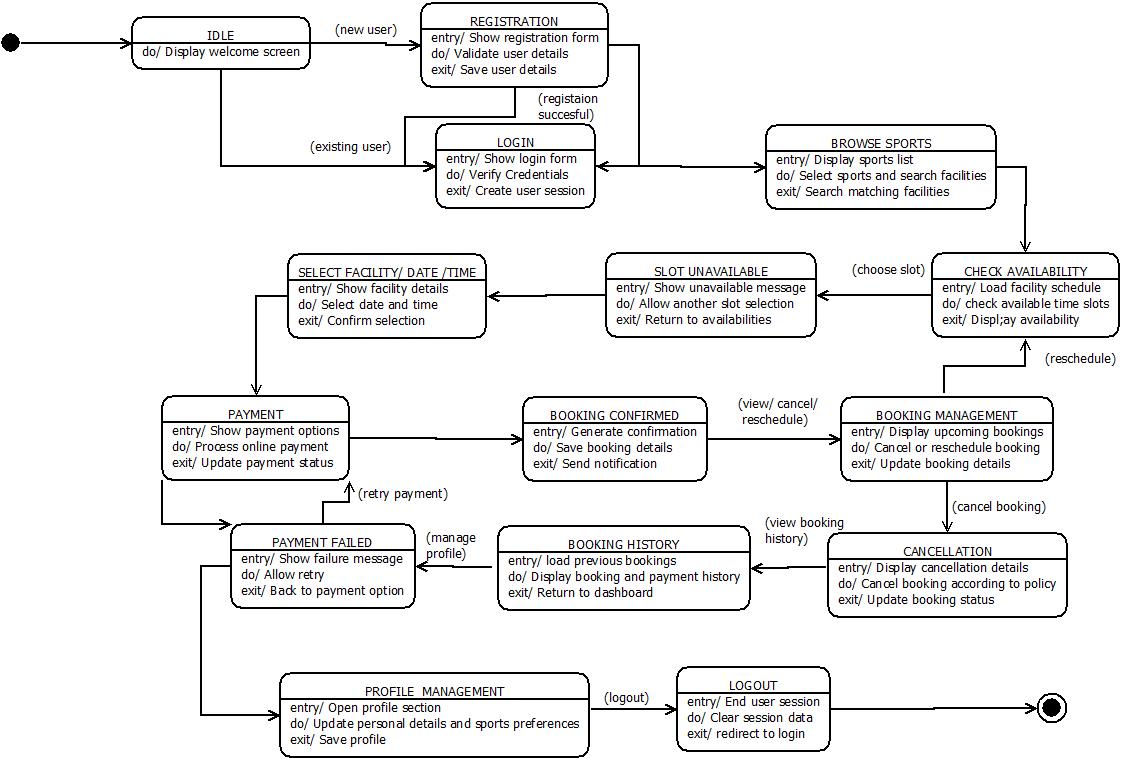 IDLE
do/ Display welcome screen
(new user)
REGISTRATION
entry/ Show registration form
do/ Validate user details
exit/ Save user details
(registaion
succesful)
(existing user)
LOGIN
entry/ Show login form
do/ Verify Credentials
exit/ Create user session
BROWSE SPORTS
entry/ Display sports list
do/ Select sports and search facilities
exit/ Search matching facilities
SELECT FACILITY/ DATE /TIME
entry/ Show facility details
do/ Select date and time
exit/ Confirm selection
SLOT UNAVAILABLE
entry/ Show unavailable message
do/ Allow another slot selection
exit/ Return to availabilities
(choose slot)
CHECK AVAILABILITY
entry/ Load facility schedule
do/ check available time slots
exit/ Displ;ay availability
(reschedule)
PAYMENT
entry/ Show payment options
do/ Process online payment
exit/ Update payment status
BOOKING CONFIRMED
entry/ Generate confirmation
do/ Save booking details
exit/ Send notification
(view/ cancel/
reschedule)
BOOKING MANAGEMENT
entry/ Display upcoming bookings
do/ Cancel or reschedule booking
exit/ Update booking details
(retry payment)
(cancel booking)
PAYMENT FAILED
entry/ Show failure message
do/ Allow retry
exit/ Back to payment option
(manage
profile)
BOOKING HISTORY
entry/ load previous bookings
do/ Display booking and payment history
exit/ Return to dashboard
(view booking
history)
CANCELLATION
entry/ Display cancellation details
do/ Cancel booking according to policy
exit/ Update booking status
PROFILE MANAGEMENT
entry/ Open profile section
do/ Update personal details and sports preferences
exit/ Save profile
(logout)
LOGOUT
entry/ End user session
do/ Clear session data
exit/ redirect to login